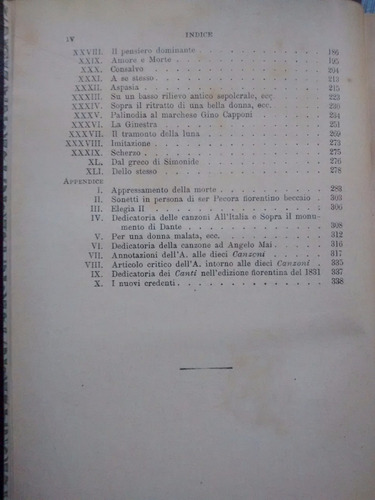 IV INDICE
XXVIII. Il pensiero dominante 186
XXIX. Amore e Morte 195
XXX. Consalvo 204
XXXI. A se stesso 213
XXXII. Aspasia 215
XXXIII. Su un basso rilievo antico sepolcrale, ecc. 223
XXXIV. Sopra il ritratto di una bella donna, ecc. 230
XXXV. Palinodia al marchese Gino Capponi 234
XXXVI. La Ginestra 251
XXXVII. Il tramonto della luna 269
XXXVIII. Imitazione 273
XXXIX. Scherzo 275
XL. Dal greco di Simonide 276
XLI. Dello stesso 278
APPENDICE
I. Appressamento della morte 283
II. Sonetti in persona di ser Pecora fiorentino beccaio 303
III. Elegia II 306
IV. Dedicatoria delle canzoni All'Italia e Sopra il monu-
mento di Dante 308
V. Per una donna malata, ecc. 312
VI. Dedicatoria della canzone ad Angelo Mai 316
VII. Annotazioni dell'A. alle dieci Canzoni 317
VIII. Articolo critico dell'A. intorno alle dieci Canzoni 335
IX. Dedicatoria dei Canti nell'edizione fiorentina del 1831 337
X. I nuovi credenti 338